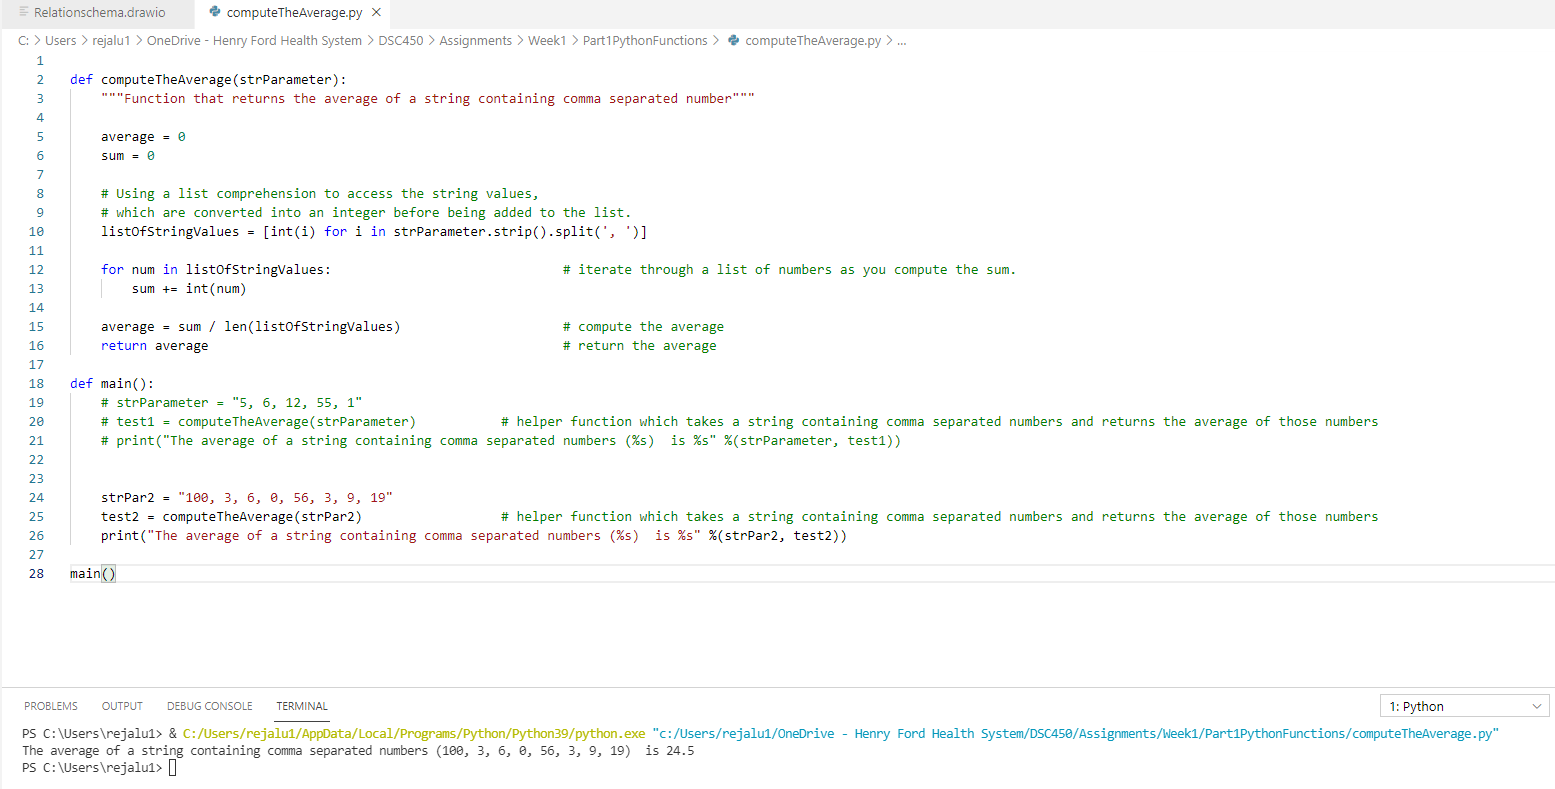 Relationschema.drawio
computeTheAverage.py ×
C: > Users > rejalu1 > OneDrive - Henry Ford Health System > DSC450 > Assignments > Week1 > Part1PythonFunctions > computeTheAverage.py > ...
1
2 def computeTheAverage(strParameter):
3 """Function that returns the average of a string containing comma separated number"""
4
5 average = 0
6 sum = 0
7
8 # Using a list comprehension to access the string values,
9 # which are converted into an integer before being added to the list.
10 listOfStringValues = [int(i) for i in strParameter.strip().split(', ')]
11
12 for num in listOfStringValues: # iterate through a list of numbers as you compute the sum.
13 sum += int(num)
14
15 average = sum / len(listOfStringValues) # compute the average
16 return average # return the average
17
18 def main():
19 # strParameter = "5, 6, 12, 55, 1"
20 # test1 = computeTheAverage(strParameter) # helper function which takes a string containing comma separated numbers and returns the average of those numbers
21 # print("The average of a string containing comma separated numbers (%s)  is %s" %(strParameter, test1))
22
23
24 strPar2 = "100, 3, 6, 0, 56, 3, 9, 19"
25 test2 = computeTheAverage(strPar2) # helper function which takes a string containing comma separated numbers and returns the average of those numbers
26 print("The average of a string containing comma separated numbers (%s)  is %s" %(strPar2, test2))
27
28 main()
PROBLEMS OUTPUT DEBUG CONSOLE TERMINAL 1: Python
PS C:\Users\rejalu1> & C:/Users/rejalu1/AppData/Local/Programs/Python/Python39/python.exe "c:/Users/rejalu1/OneDrive - Henry Ford Health System/DSC450/Assignments/Week1/Part1PythonFunctions/computeTheAverage.py"
The average of a string containing comma separated numbers (100, 3, 6, 0, 56, 3, 9, 19)  is 24.5
PS C:\Users\rejalu1>